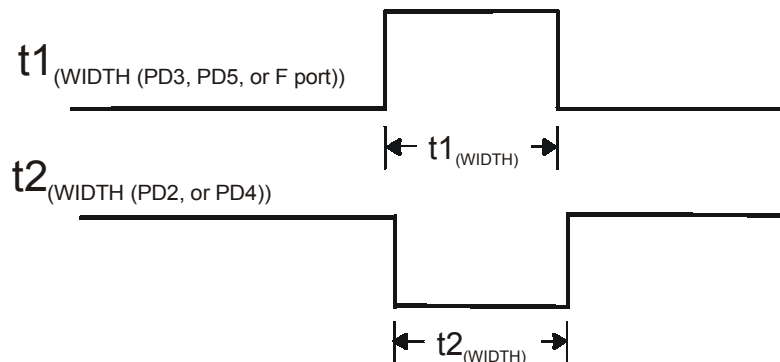 t1(WIDTH (PD3, PD5, or F port))
t1(WIDTH)
t2(WIDTH (PD2, or PD4))
t2(WIDTH)